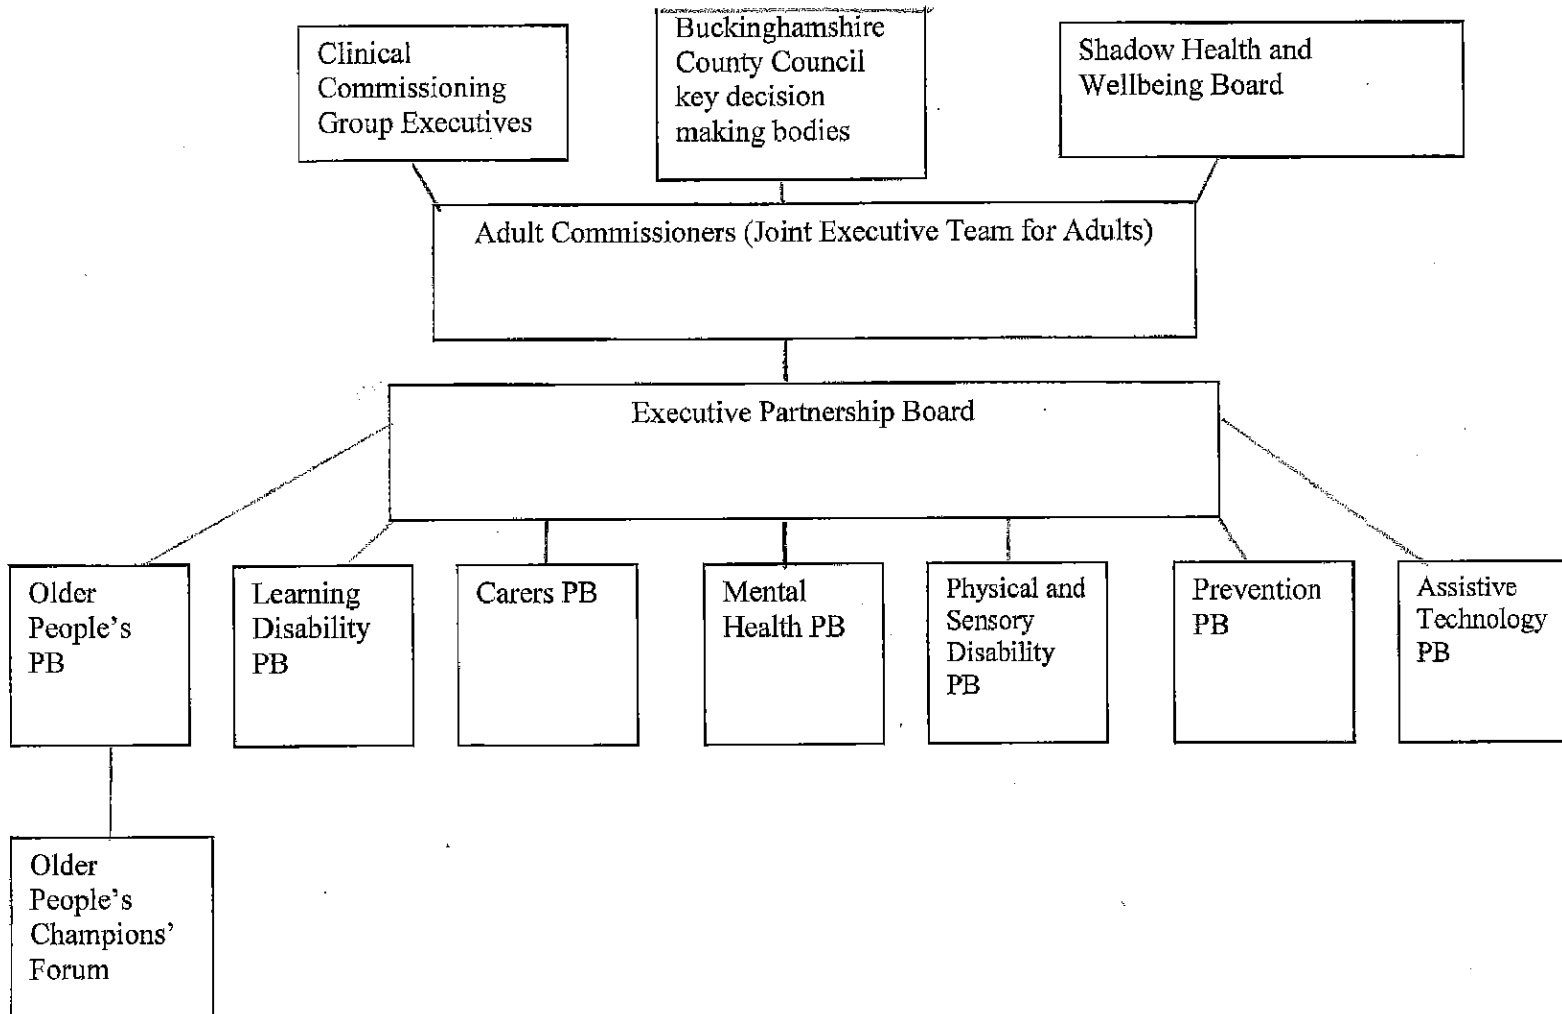 Clinical
Commissioning
Group Executives
Buckinghamshire
County Council
key decision
making bodies
Shadow Health and
Wellbeing Board
Adult Commissioners (Joint Executive Team for Adults)
Executive Partnership Board
Older
People's
PB
Learning
Disability
PB
Carers PB
Mental
Health PB
Physical and
Sensory
Disability
PB
Prevention
PB
Assistive
Technology
PB
Older
People's
Champions'
Forum